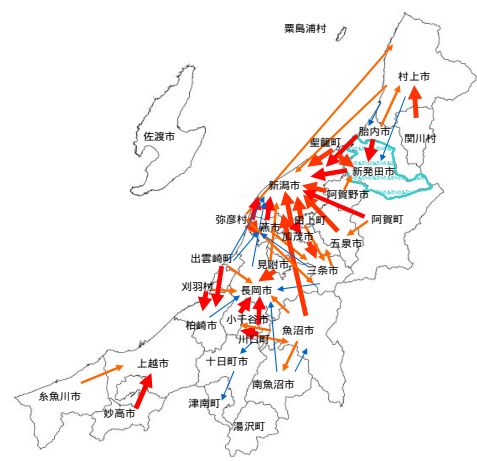 粟島浦村
村上市
佐渡市
胎内市
関川村
聖籠町
新発田市
新潟市
阿賀野市
弥彦村
燕市
田上町
阿賀町
加茂市
五泉市
出雲崎町
見附市
三条市
刈羽村
長岡市
柏崎市
小千谷市
魚沼市
川口町
上越市
十日町市
糸魚川市
南魚沼市
妙高市
津南町
湯沢町